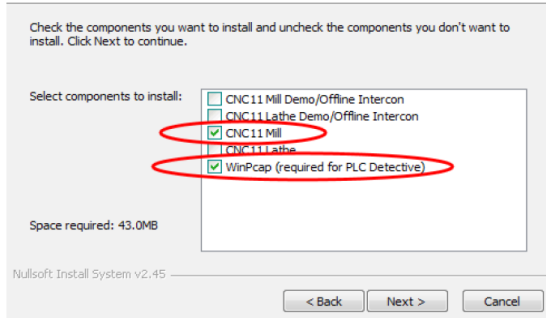 Check the components you want to install and uncheck the components you don't want to
install. Click Next to continue.
Select components to install:
CNC11 Mill Demo/Offline Intercon
CNC11 Lathe Demo/Offline Intercon
CNC11 Mill
CNC11 Lathe
WinPcap (required for PLC Detective)
Space required: 43.0MB
Nullsoft Install System v2.45
< Back
Next >
Cancel